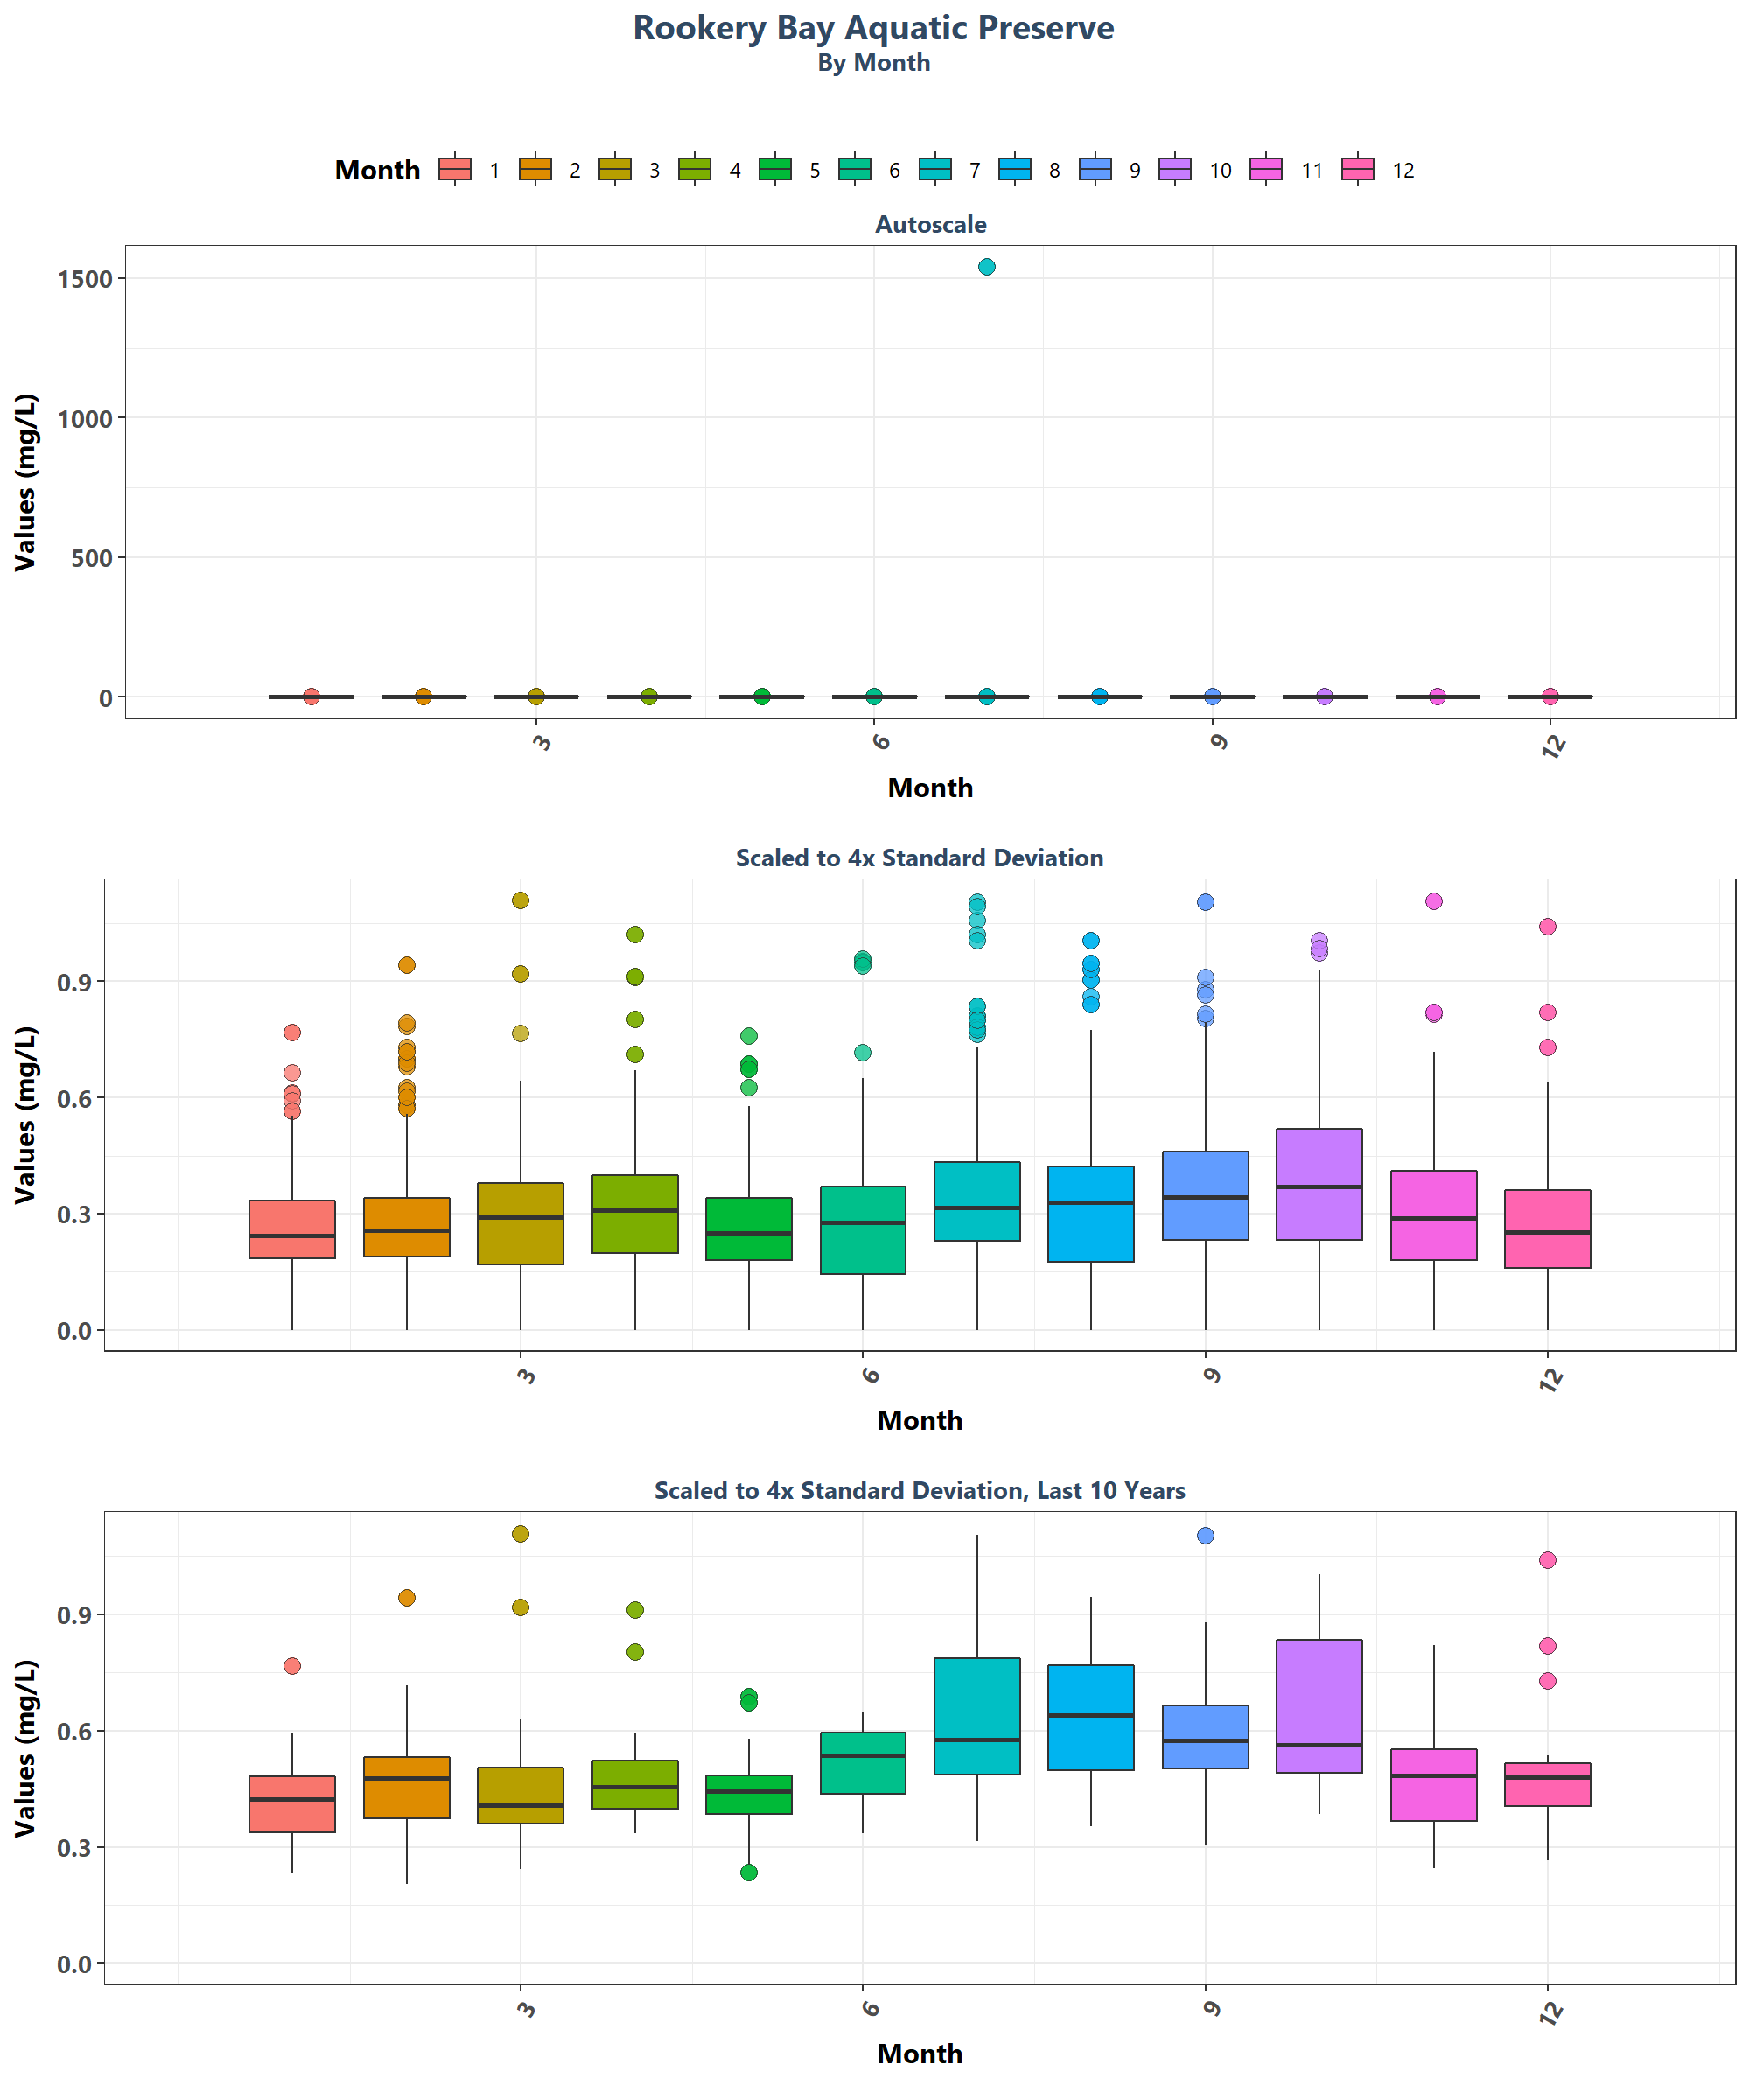 Rookery Bay Aquatic Preserve
By Month
Month 1 2 3 4 5 6 7 8 9 10 11 12
Autoscale
Values (mg/L)
1500
1000
500
0
3 6 9 12
Month
Scaled to 4x Standard Deviation
Values (mg/L)
0.9
0.6
0.3
0.0
3 6 9 12
Month
Scaled to 4x Standard Deviation, Last 10 Years
Values (mg/L)
0.9
0.6
0.3
0.0
3 6 9 12
Month